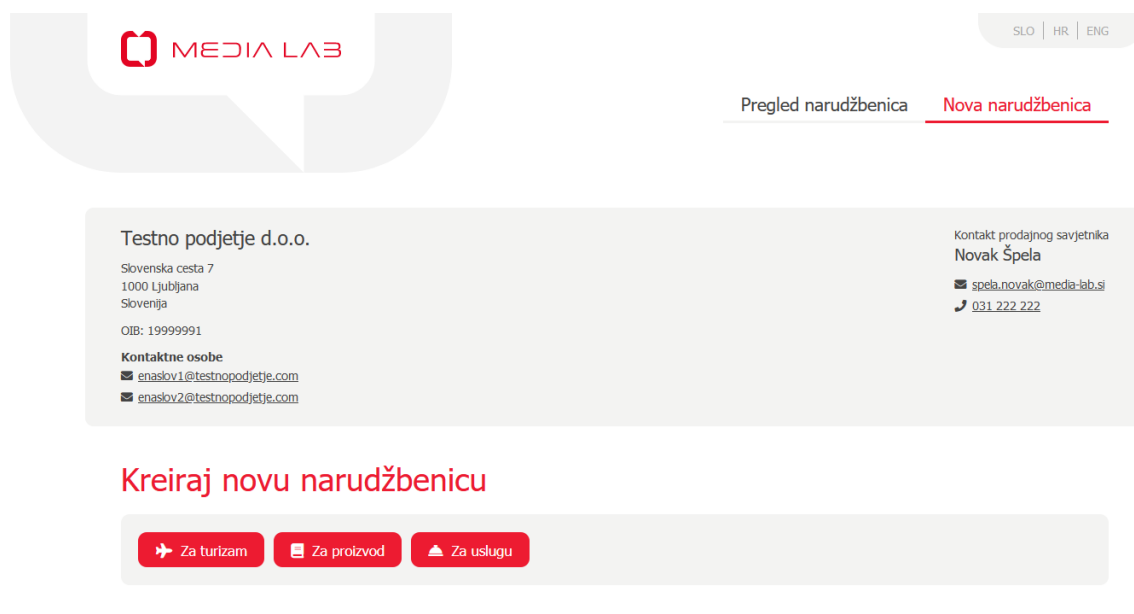 MEDIA LAB
SLO | HR | ENG
Pregled narudžbenica
Nova narudžbenica
Testno podjetje d.o.o.
Slovenska cesta 7
1000 Ljubljana
Slovenija
OIB: 19999991
Kontaktne osobe
enaslov1@testnopodjetje.com
enaslov2@testnopodjetje.com
Kontakt prodajnog savjetnika
Novak Špela
spela.novak@media-lab.si
031 222 222
Kreiraj novu narudžbenicu
Za turizam
Za proizvod
Za uslugu